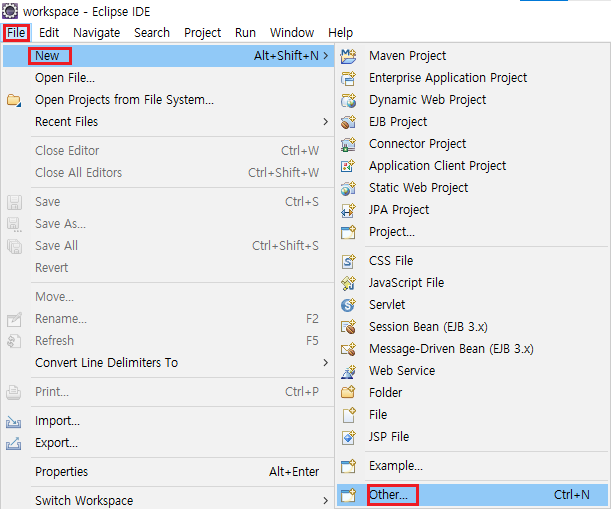 workspace - Eclipse IDE
File Edit Navigate Search Project Run Window Help
New Alt+Shift+N >
Open File...
Open Projects from File System...
Recent Files >
Close Editor Ctrl+W
Close All Editors Ctrl+Shift+W
Save Ctrl+S
Save As...
Save All Ctrl+Shift+S
Revert
Move...
Rename... F2
Refresh F5
Convert Line Delimiters To >
Print... Ctrl+P
Import...
Export...
Properties Alt+Enter
Switch Workspace >
Maven Project
Enterprise Application Project
Dynamic Web Project
EJB Project
Connector Project
Application Client Project
Static Web Project
JPA Project
Project...
CSS File
JavaScript File
Servlet
Session Bean (EJB 3.x)
Message-Driven Bean (EJB 3.x)
Web Service
Folder
File
JSP File
Example...
Other... Ctrl+N